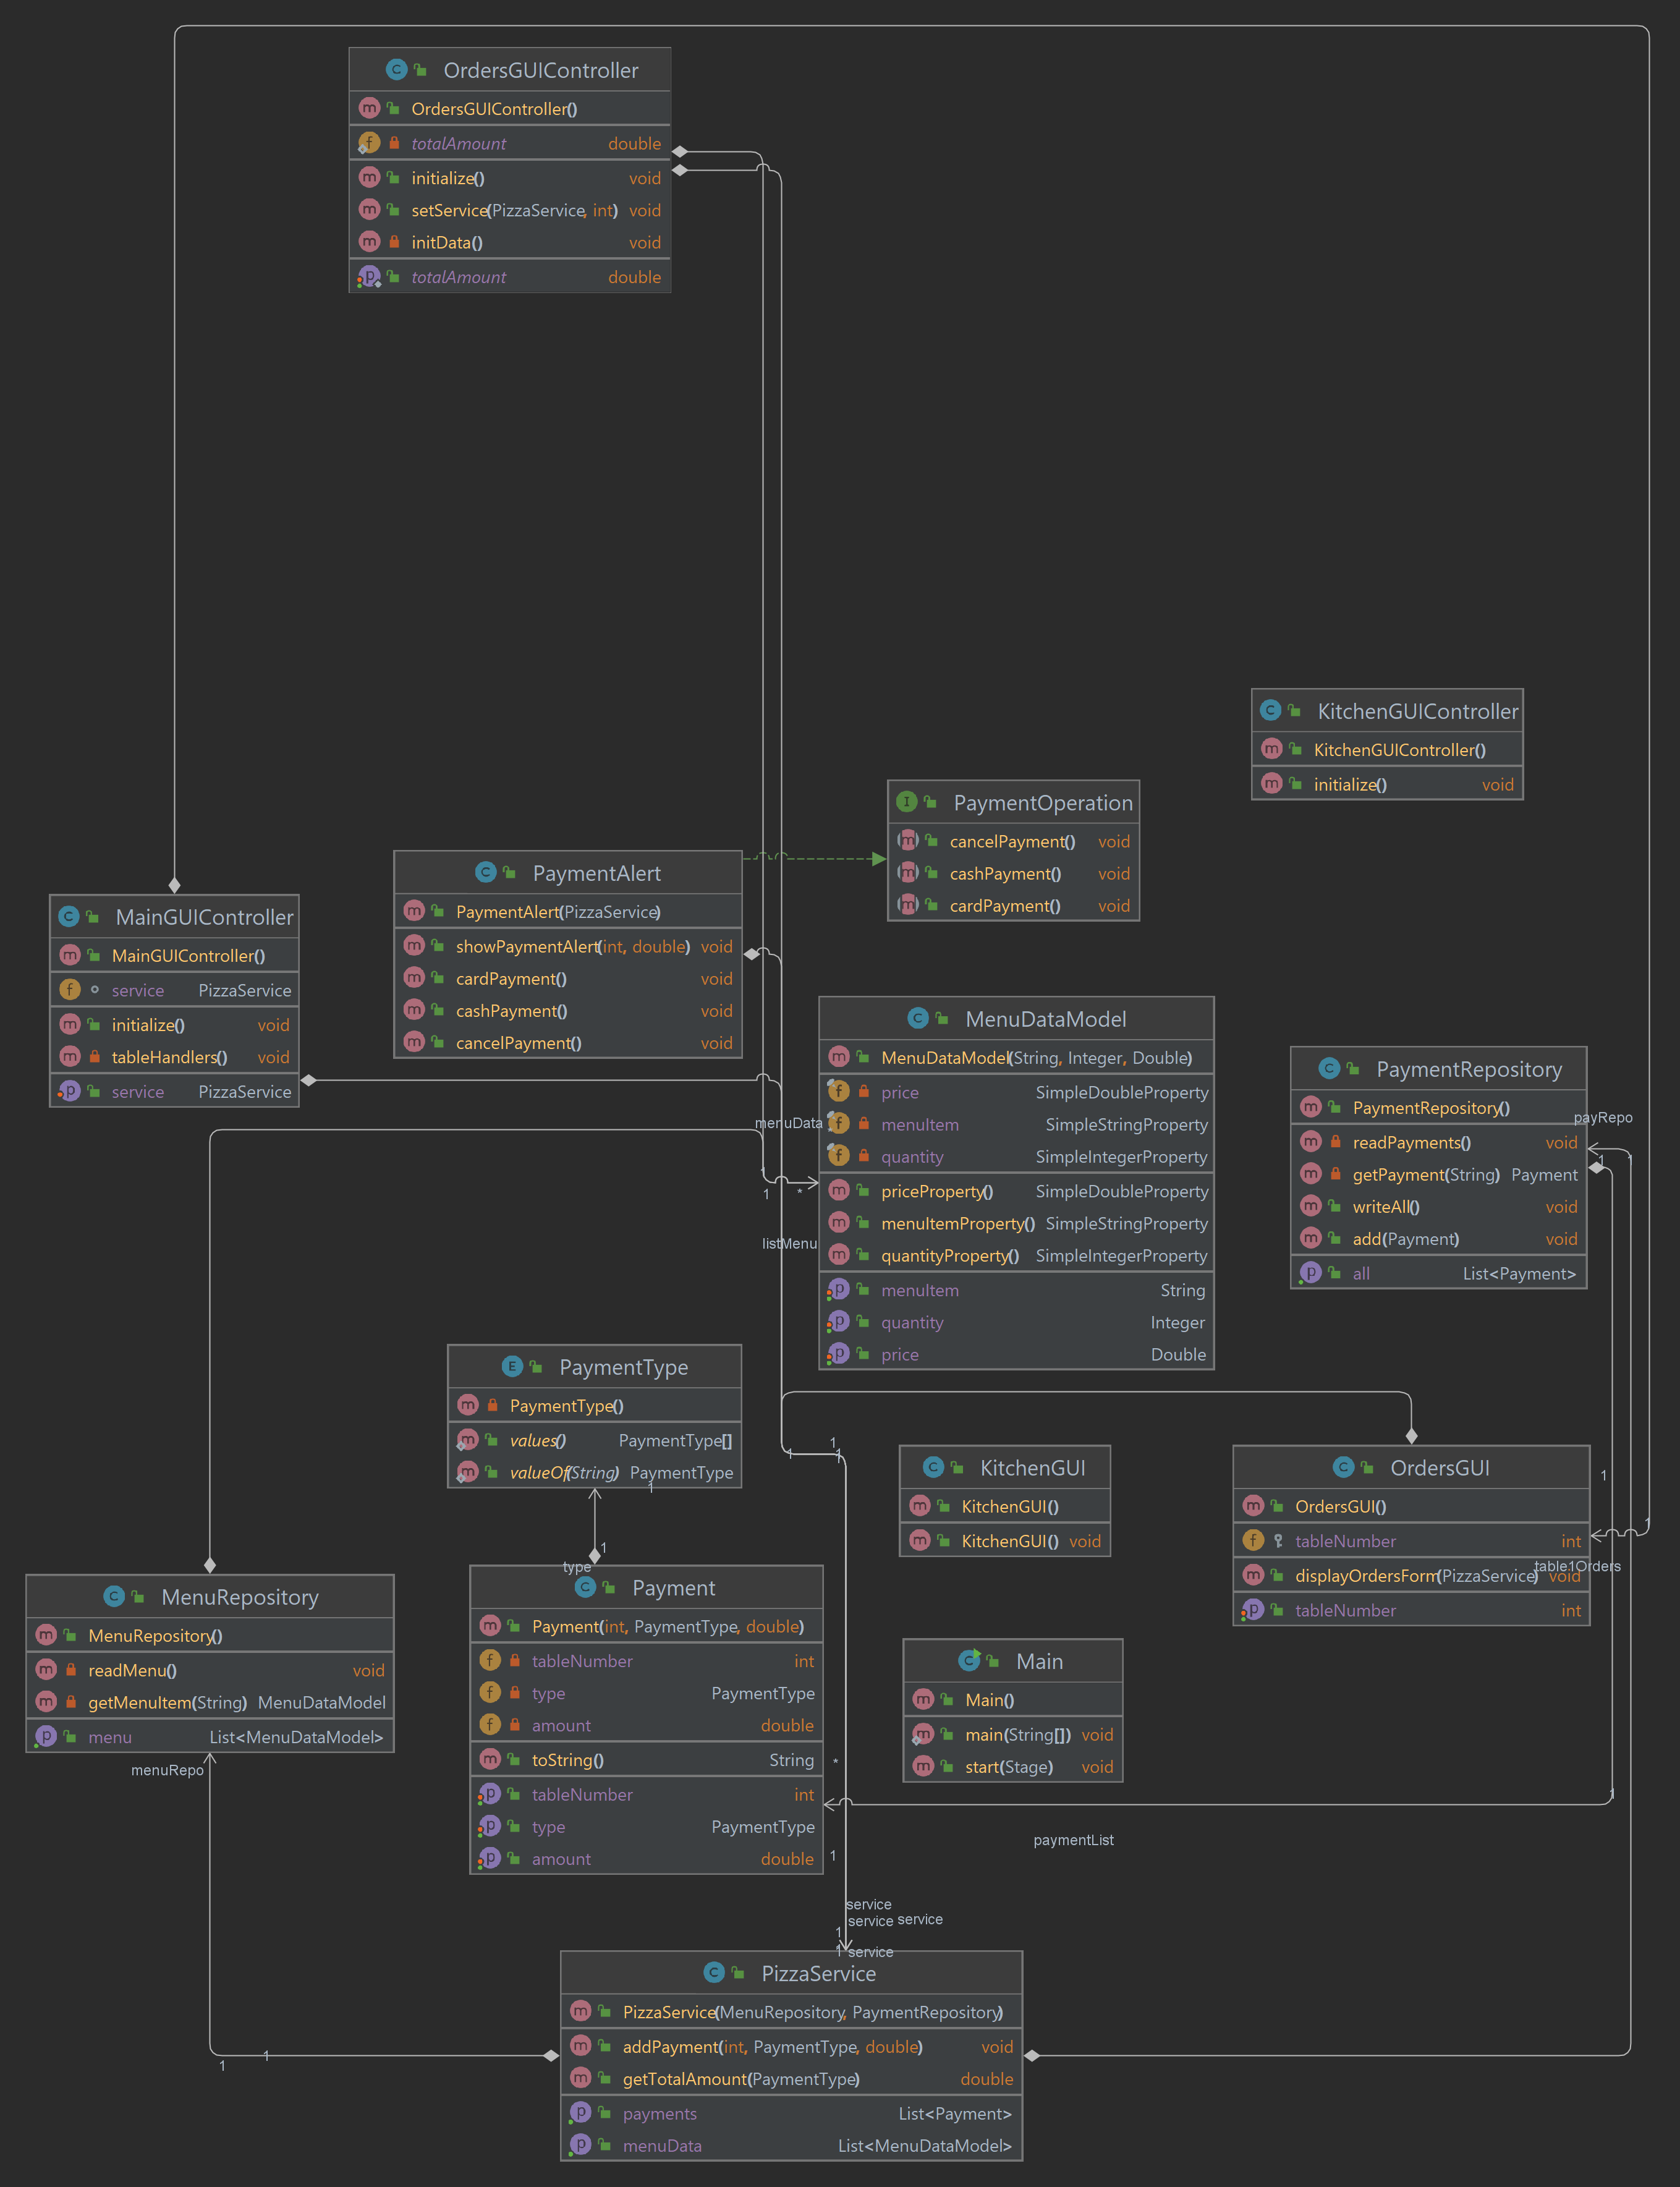 OrdersGUIController
OrdersGUIController()
totalAmount double
initialize() void
setService(PizzaService, int) void
initData() void
totalAmount double
KitchenGUIController
KitchenGUIController()
initialize() void
PaymentOperation
cancelPayment() void
cashPayment() void
cardPayment() void
PaymentAlert
PaymentAlert(PizzaService)
showPaymentAlert(int, double) void
cardPayment() void
cashPayment() void
cancelPayment() void
MainGUIController
MainGUIController()
service PizzaService
initialize() void
tableHandlers() void
service PizzaService
MenuDataModel
MenuDataModel(String, Integer, Double)
price SimpleDoubleProperty
menuItem SimpleStringProperty
quantity SimpleIntegerProperty
priceProperty() SimpleDoubleProperty
menuItemProperty() SimpleStringProperty
quantityProperty() SimpleIntegerProperty
menuItem String
quantity Integer
price Double
menuData
*
1
1
*
listMenu
PaymentRepository
PaymentRepository()
readPayments() void
getPayment(String) Payment
writeAll() void
add(Payment) void
all List<Payment>
payRepo
1
1
PaymentType
PaymentType()
values() PaymentType[]
valueOf(String) PaymentType
1
1
type
1
1
1
KitchenGUI
KitchenGUI()
KitchenGUI() void
OrdersGUI
OrdersGUI()
tableNumber int
displayOrdersForm(PizzaService) void
tableNumber int
1
1
table1Orders
MenuRepository
MenuRepository()
readMenu() void
getMenuItem(String) MenuDataModel
menu List<MenuDataModel>
menuRepo
Payment
Payment(int, PaymentType, double)
tableNumber int
type PaymentType
amount double
toString() String
tableNumber int
type PaymentType
amount double
*
1
Main
Main()
main(String[]) void
start(Stage) void
1
paymentList
service
service service
1
1 service
PizzaService
PizzaService(MenuRepository, PaymentRepository)
addPayment(int, PaymentType, double) void
getTotalAmount(PaymentType) double
payments List<Payment>
menuData List<MenuDataModel>
1
1